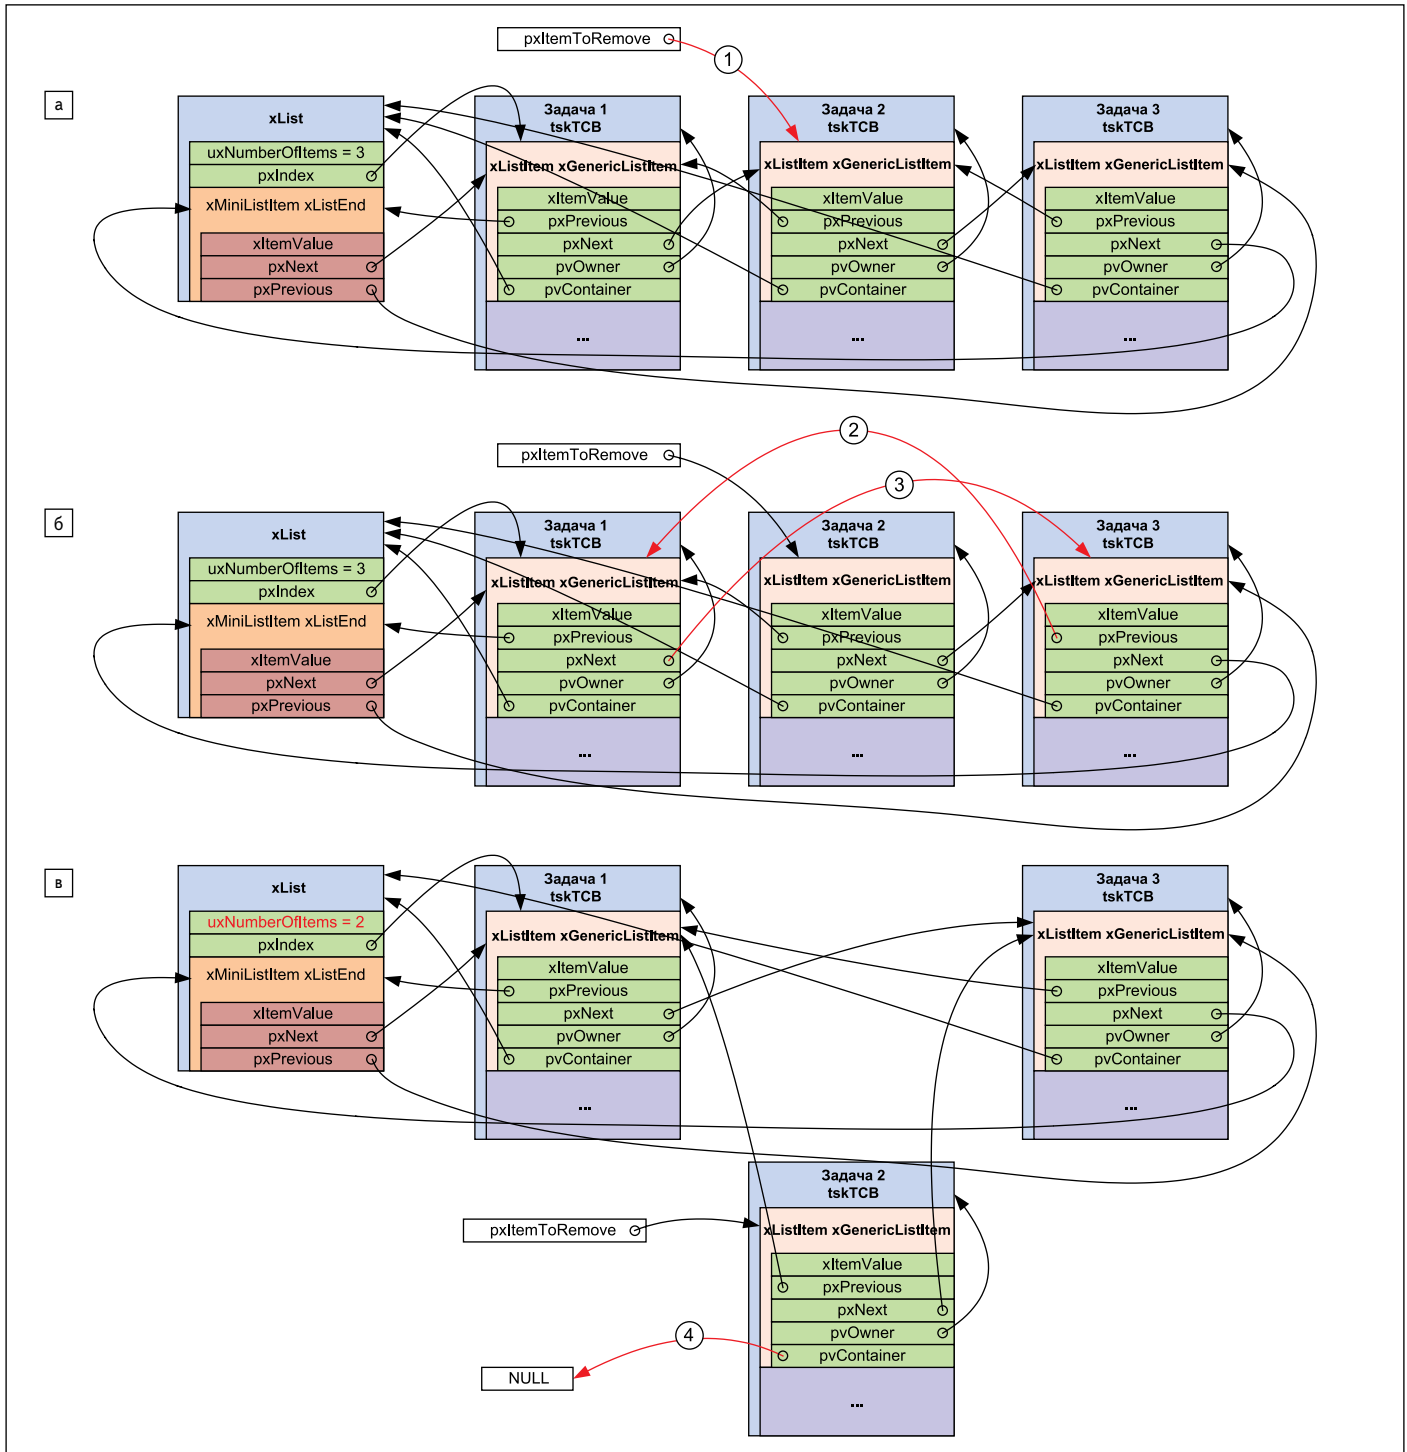 pxItemToRemove
1
а
xList
uxNumberOfItems = 3
pxIndex
xMiniListItem xListEnd
xItemValue
pxNext
pxPrevious
Задача 1
tskTCB
xListItem xGenericListItem
xItemValue
pxPrevious
pxNext
pvOwner
pvContainer
...
Задача 2
tskTCB
xListItem xGenericListItem
xItemValue
pxPrevious
pxNext
pvOwner
pvContainer
...
Задача 3
tskTCB
xListItem xGenericListItem
xItemValue
pxPrevious
pxNext
pvOwner
pvContainer
...
2
pxItemToRemove
3
б
xList
uxNumberOfItems = 3
pxIndex
xMiniListItem xListEnd
xItemValue
pxNext
pxPrevious
Задача 1
tskTCB
xListItem xGenericListItem
xItemValue
pxPrevious
pxNext
pvOwner
pvContainer
...
Задача 2
tskTCB
xListItem xGenericListItem
xItemValue
pxPrevious
pxNext
pvOwner
pvContainer
...
Задача 3
tskTCB
xListItem xGenericListItem
xItemValue
pxPrevious
pxNext
pvOwner
pvContainer
...
в
xList
uxNumberOfItems = 2
pxIndex
xMiniListItem xListEnd
xItemValue
pxNext
pxPrevious
Задача 1
tskTCB
xListItem xGenericListItem
xItemValue
pxPrevious
pxNext
pvOwner
pvContainer
...
Задача 3
tskTCB
xListItem xGenericListItem
xItemValue
pxPrevious
pxNext
pvOwner
pvContainer
...
pxItemToRemove
Задача 2
tskTCB
xListItem xGenericListItem
xItemValue
pxPrevious
pxNext
pvOwner
pvContainer
...
4
NULL